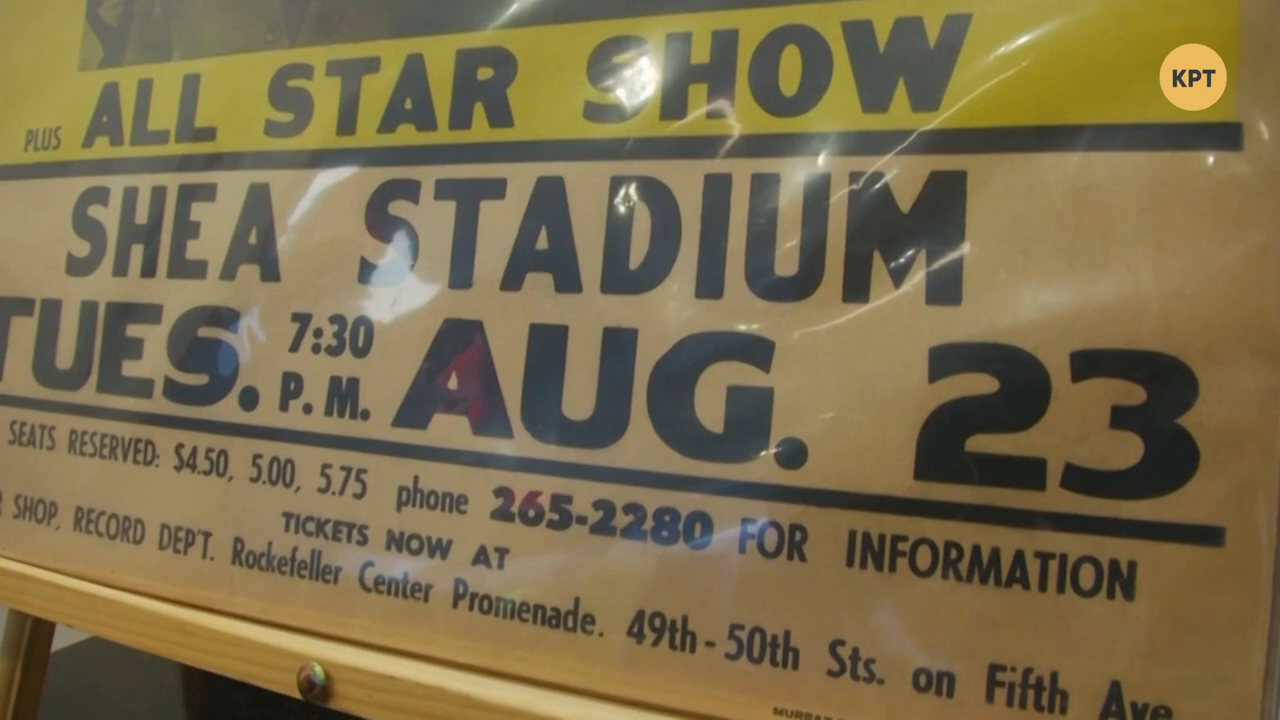 KPT
PLUS ALL STAR SHOW
SHEA STADIUM
TUES. 7:30 P.M. AUG. 23
SEATS RESERVED: $4.50, 5.00, 5.75 phone 265-2280 FOR INFORMATION
TICKETS NOW AT
SHOP, RECORD DEP'T. Rockefeller Center Promenade. 49th-50th Sts. on Fifth Ave